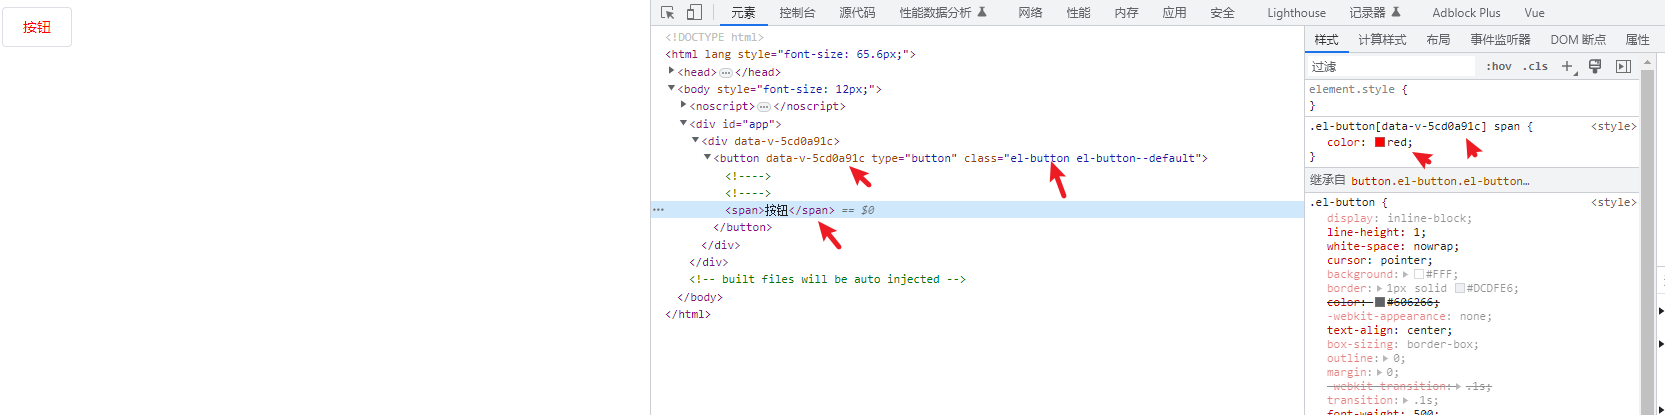 按钮
元素 控制台 源代码 性能数据分析 网络 性能 内存 应用 安全 Lighthouse 记录器 Adblock Plus Vue
<!DOCTYPE html>
<html lang style="font-size: 65.6px;">
<head> ⋯ </head>
<body style="font-size: 12px;">
<noscript> ⋯ </noscript>
<div id="app">
<div data-v-5cd0a91c>
<button data-v-5cd0a91c type="button" class="el-button el-button--default">
<!---->
<!---->
<span>按钮</span> == $0
</button>
</div>
</div>
<!-- built files will be auto injected -->
</body>
</html>
样式 计算样式 布局 事件监听器 DOM 断点 属性
过滤 :hov .cls +
element.style {
}
.el-button[data-v-5cd0a91c] span { <style>
color: red;
}
继承自 button.el-button.el-button…
.el-button { <style>
display: inline-block;
line-height: 1;
white-space: nowrap;
cursor: pointer;
background: #FFF;
border: 1px solid #DCDFE6;
color: #606266;
-webkit-appearance: none;
text-align: center;
box-sizing: border-box;
outline: 0;
margin: 0;
-webkit-transition: .1s;
transition: .1s;
font-weight: 500;